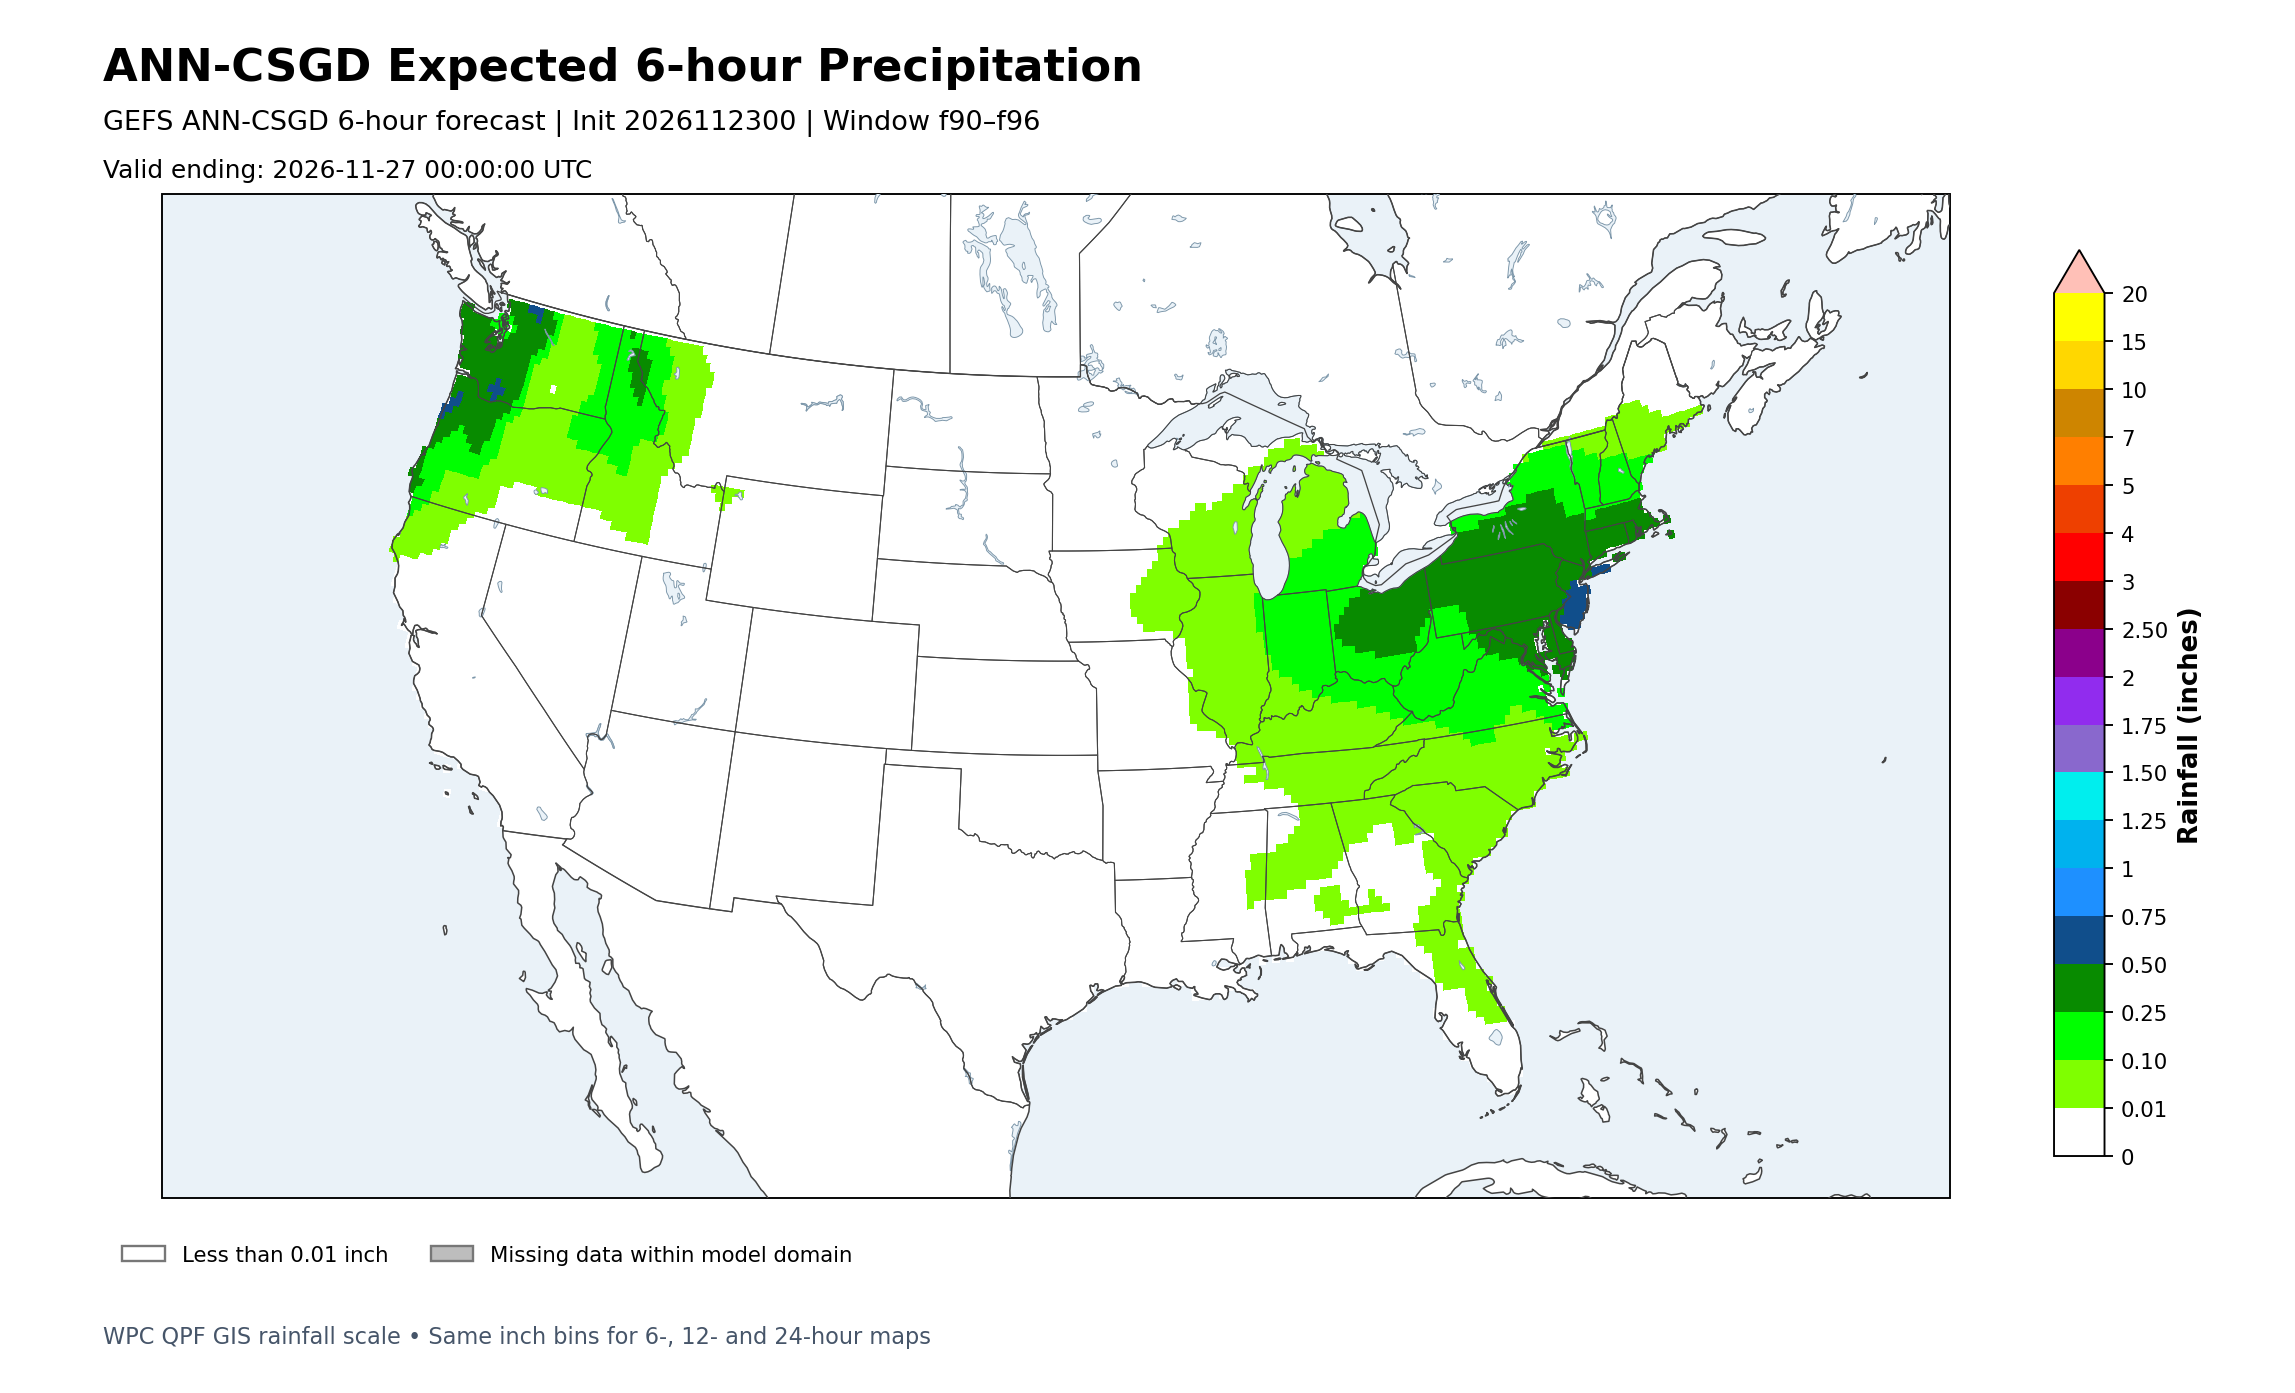 ANN-CSGD Expected 6-hour Precipitation
GEFS ANN-CSGD 6-hour forecast | Init 2026112300 | Window f90–f96
Valid ending: 2026-11-27 00:00:00 UTC
20
15
10
7
5
4
3
2.50
2
1.75
1.50
1.25
1
0.75
0.50
0.25
0.10
0.01
0
Rainfall (inches)
Less than 0.01 inch
Missing data within model domain
WPC QPF GIS rainfall scale • Same inch bins for 6-, 12- and 24-hour maps